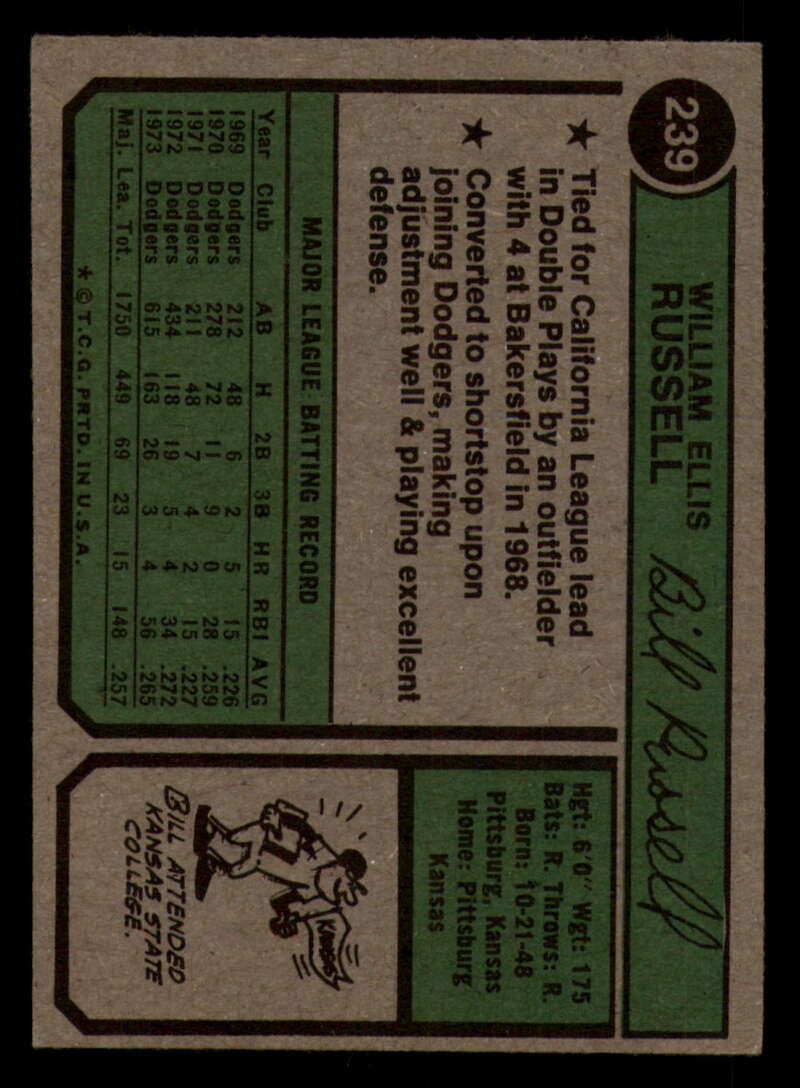 239
WILLIAM ELLIS
RUSSELL
Bill Russell
★ Tied for California League lead
in Double Plays by an outfielder
with 4 at Bakersfield in 1968.
★ Converted to shortstop upon
joining Dodgers, making
adjustment well & playing excellent
defense.
MAJOR LEAGUE BATTING RECORD
Year Club AB H 2B 3B HR RBI AVG
1969 Dodgers 212 48 6 2 5 15 .226
1970 Dodgers 278 72 11 9 0 28 .259
1971 Dodgers 211 48 7 4 2 15 .227
1972 Dodgers 434 118 19 5 4 34 .272
1973 Dodgers 615 163 26 3 4 56 .265
Maj. Lea. Tot. 1750 449 69 23 15 148 .257
* © T.C.G. PRTD. IN U.S.A.
Hgt: 6'0" Wgt: 175
Bats: R. Throws: R.
Born: 10-21-48
Pittsburg, Kansas
Home: Pittsburg
Kansas
KANSAS
BILL ATTENDED
KANSAS STATE
COLLEGE.